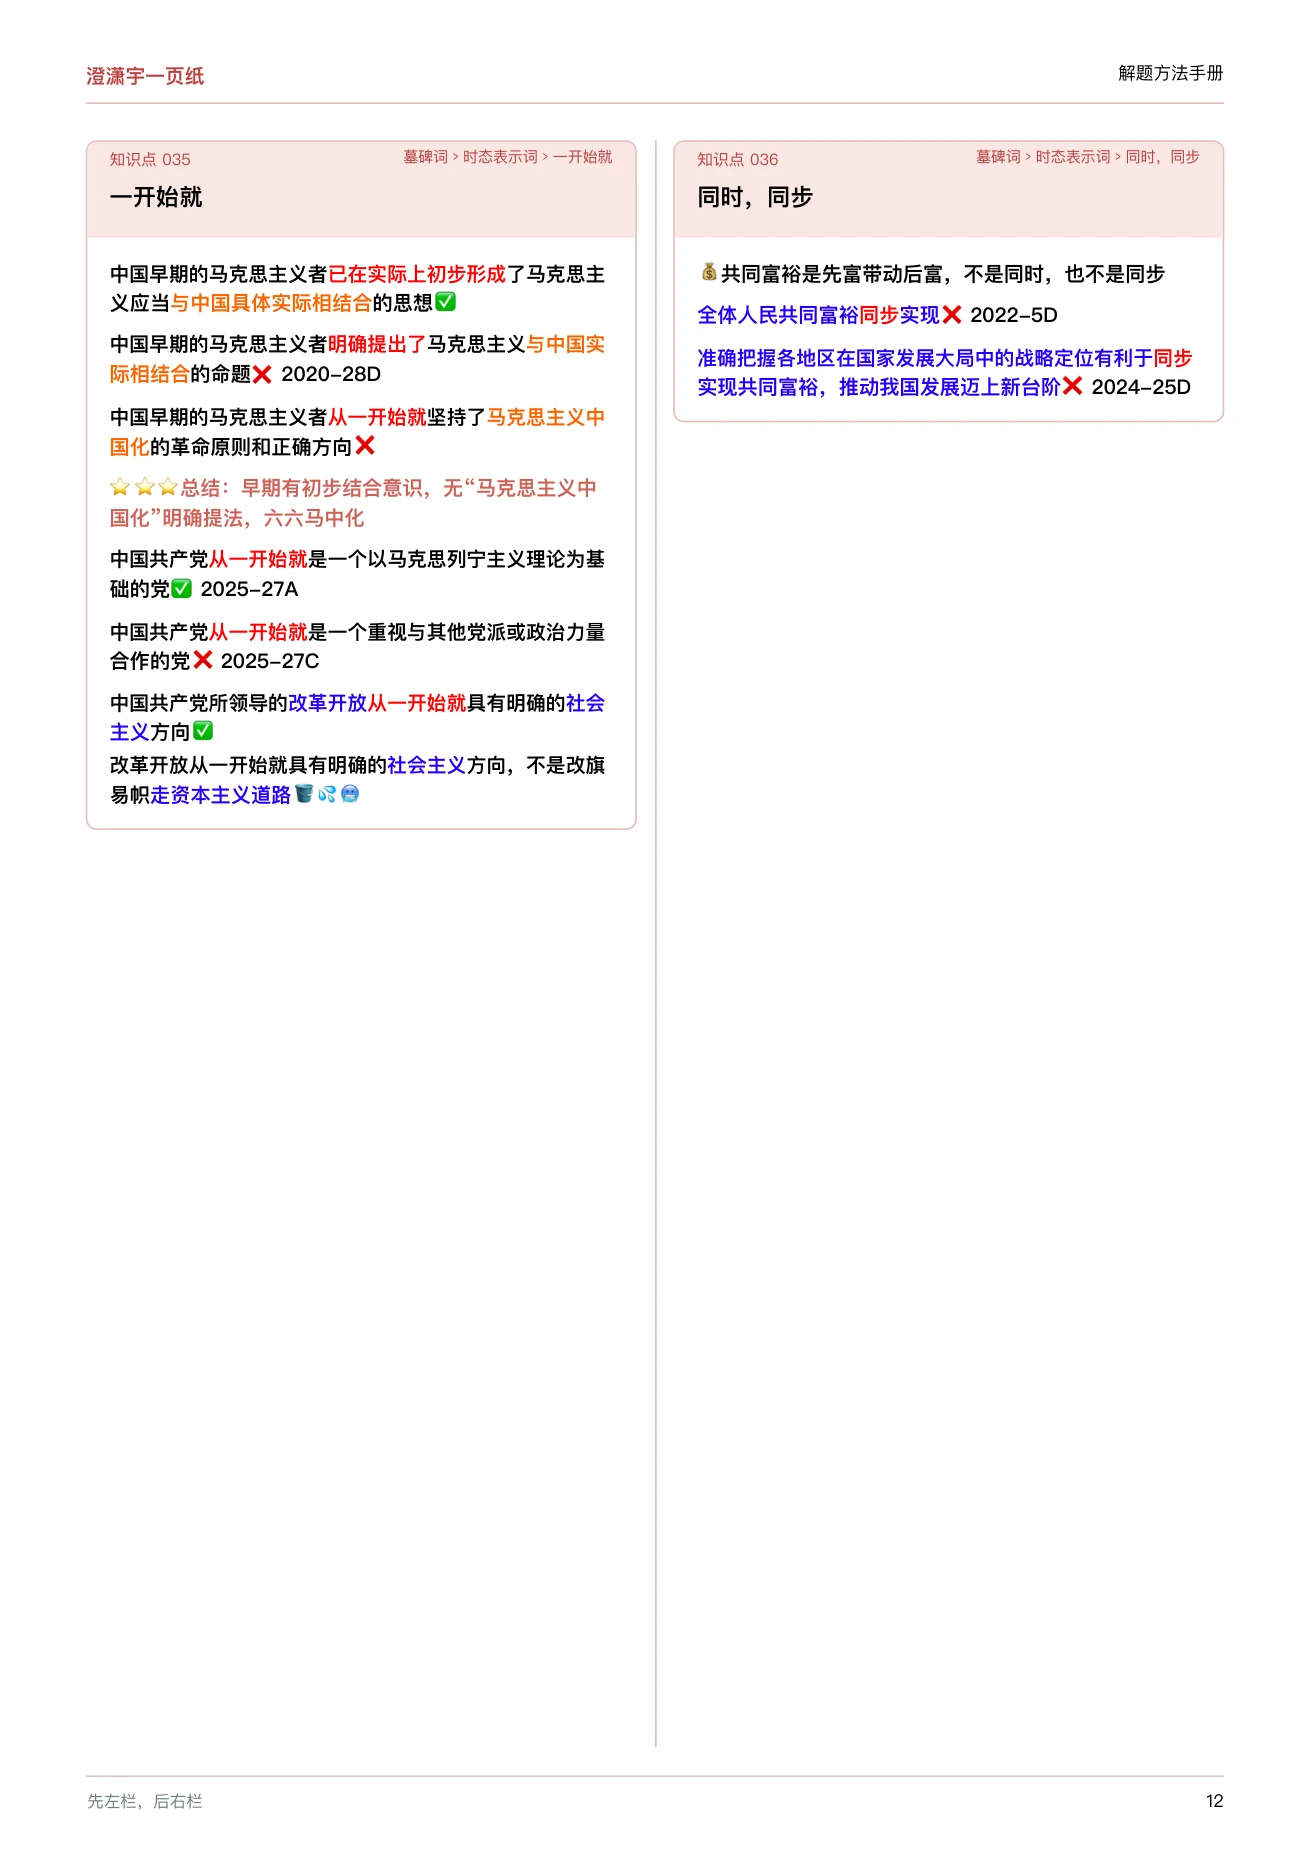 澄潇宇一页纸
解题方法手册
知识点 035
墓碑词 › 时态表示词 › 一开始就
一开始就
中国早期的马克思主义者已在实际上初步形成了马克思主
义应当与中国具体实际相结合的思想✅
中国早期的马克思主义者明确提出了马克思主义与中国实
际相结合的命题❌ 2020-28D
中国早期的马克思主义者从一开始就坚持了马克思主义中
国化的革命原则和正确方向❌
⭐⭐⭐总结：早期有初步结合意识，无“马克思主义中
国化”明确提法，六六马中化
中国共产党从一开始就是一个以马克思列宁主义理论为基
础的党✅ 2025-27A
中国共产党从一开始就是一个重视与其他党派或政治力量
合作的党❌ 2025-27C
中国共产党所领导的改革开放从一开始就具有明确的社会
主义方向✅
改革开放从一开始就具有明确的社会主义方向，不是改旗
易帜走资本主义道路🪣💦🥶
知识点 036
墓碑词 › 时态表示词 › 同时，同步
同时，同步
💰共同富裕是先富带动后富，不是同时，也不是同步
全体人民共同富裕同步实现❌ 2022-5D
准确把握各地区在国家发展大局中的战略定位有利于同步
实现共同富裕，推动我国发展迈上新台阶❌ 2024-25D
先左栏，后右栏
12